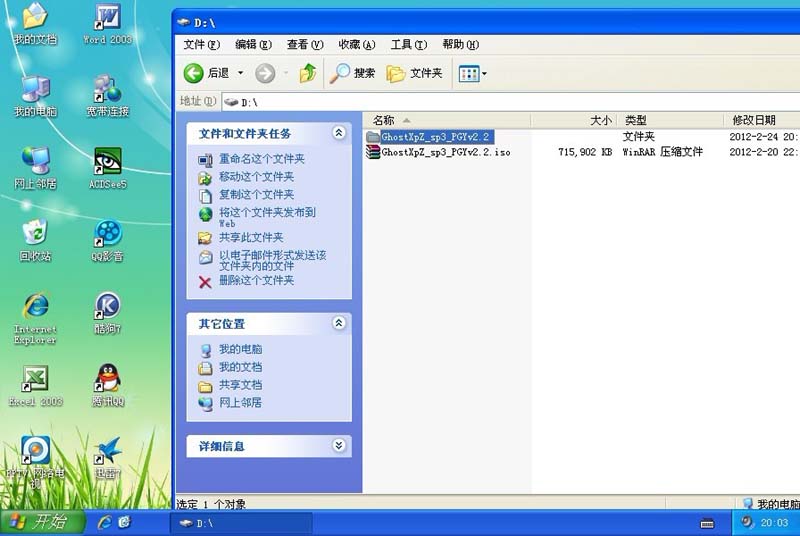 我的文档
Word 2003
我的电脑
宽带连接
网上邻居
ACDSee5
回收站
QQ影音
Internet
Explorer
酷狗7
Excel 2003
腾讯QQ
PPTV 网络电
视
迅雷7
D:\
文件(F) 编辑(E) 查看(V) 收藏(A) 工具(T) 帮助(H)
后退 搜索 文件夹
地址(D) D:\
文件和文件夹任务
重命名这个文件夹
移动这个文件夹
复制这个文件夹
将这个文件夹发布到
Web
共享此文件夹
以电子邮件形式发送该
文件夹内的文件
删除这个文件夹
其它位置
我的电脑
我的文档
共享文档
网上邻居
详细信息
名称 大小 类型 修改日期
GhostXpZ_sp3_PGYv2.2 文件夹 2012-2-24 20:
GhostXpZ_sp3_PGYv2.2.iso 715,902 KB WinRAR 压缩文件 2012-2-20 22:
选定 1 个对象 我的电脑
开始 D:\ 20:03